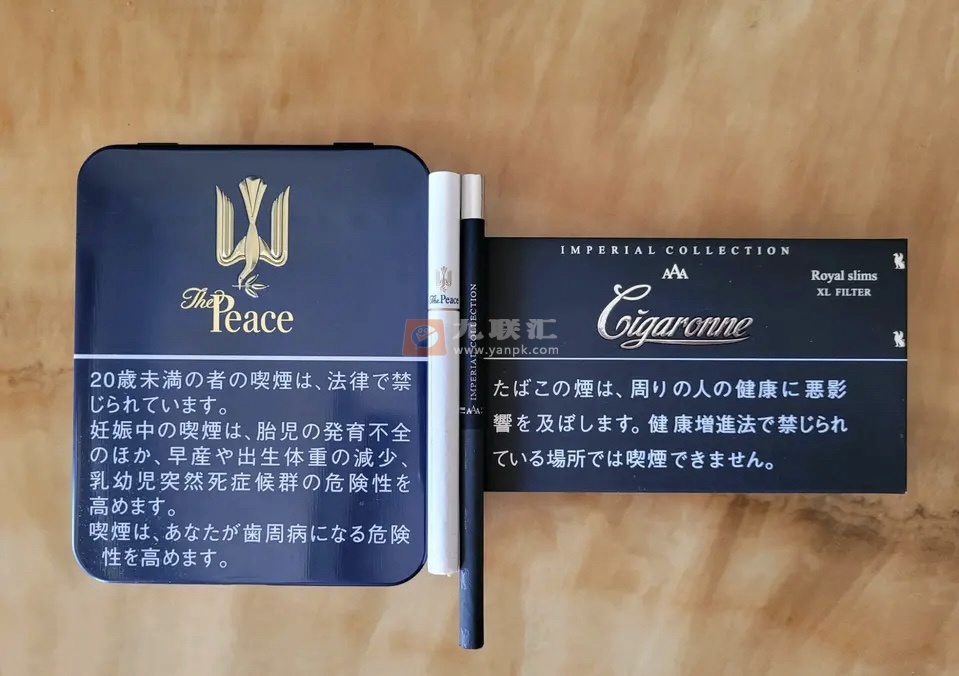 The
Peace
20歳未満の者の喫煙は、法律で禁
じられています。
妊娠中の喫煙は、胎児の発育不全
のほか、早産や出生体重の減少、
乳幼児突然死症候群の危険性を
高めます。
喫煙は、あなたが歯周病になる危険
性を高めます。
The Peace
IMPERIAL COLLECTION
AAA
九联汇
www.yanpk.com
IMPERIAL COLLECTION
AAA
Cigaronne
Royal slims
XL FILTER
たばこの煙は、周りの人の健康に悪影
響を及ぼします。健康増進法で禁じられ
ている場所では喫煙できません。